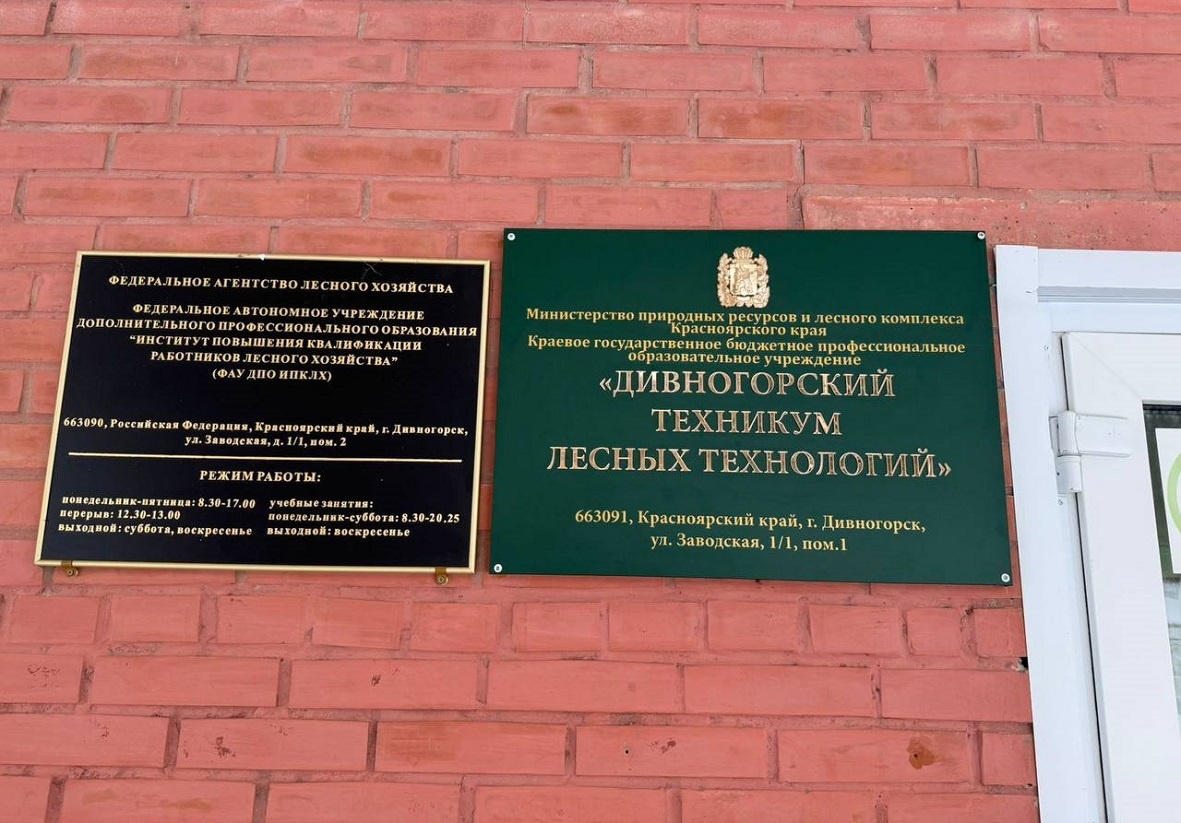 ФЕДЕРАЛЬНОЕ АГЕНТСТВО ЛЕСНОГО ХОЗЯЙСТВА
ФЕДЕРАЛЬНОЕ АВТОНОМНОЕ УЧРЕЖДЕНИЕ
ДОПОЛНИТЕЛЬНОГО ПРОФЕССИОНАЛЬНОГО ОБРАЗОВАНИЯ
"ИНСТИТУТ ПОВЫШЕНИЯ КВАЛИФИКАЦИИ
РАБОТНИКОВ ЛЕСНОГО ХОЗЯЙСТВА"
(ФАУ ДПО ИПКЛХ)
663090, Российская Федерация, Красноярский край, г. Дивногорск,
ул. Заводская, д. 1/1, пом. 2
РЕЖИМ РАБОТЫ:
понедельник-пятница: 8.30-17.00
перерыв: 12.30-13.00
выходной: суббота, воскресенье
учебные занятия:
понедельник-суббота: 8.30-20.25
выходной: воскресенье
Министерство природных ресурсов и лесного комплекса
Красноярского края
Краевое государственное бюджетное профессиональное
образовательное учреждение
«ДИВНОГОРСКИЙ
ТЕХНИКУМ
ЛЕСНЫХ ТЕХНОЛОГИЙ»
663091, Красноярский край, г. Дивногорск,
ул. Заводская, 1/1, пом.1